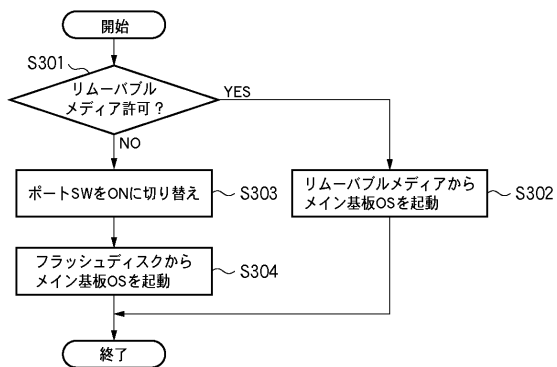 開始
S301
リムーバブル
メディア許可？
YES
NO
ポートSWをONに切り替え
S303
リムーバブルメディアから
メイン基板OSを起動
S302
フラッシュディスクから
メイン基板OSを起動
S304
終了